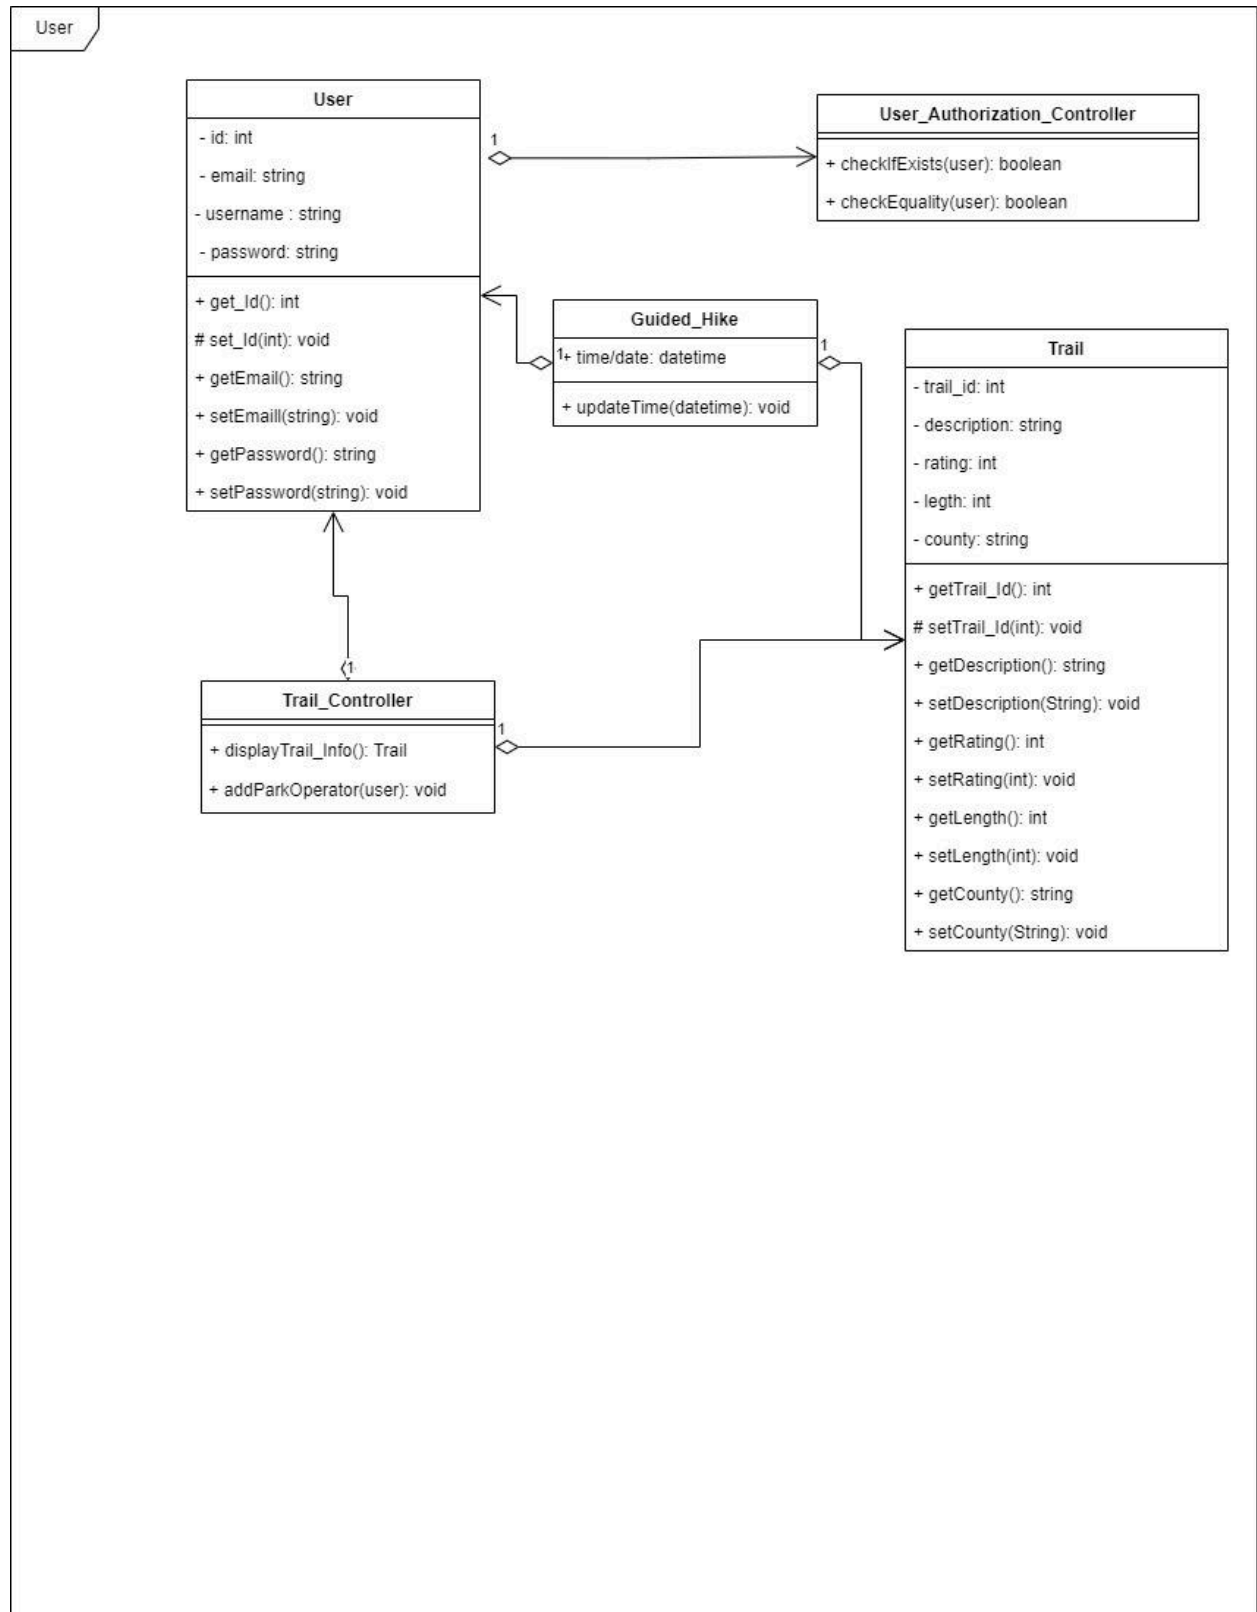 User
User
- id: int
- email: string
- username : string
- password: string
+ get_Id(): int
# set_Id(int): void
+ getEmail(): string
+ setEmaill(string): void
+ getPassword(): string
+ setPassword(string): void
1
User_Authorization_Controller
+ checkIfExists(user): boolean
+ checkEquality(user): boolean
Guided_Hike
1
+ time/date: datetime
+ updateTime(datetime): void
1
Trail
- trail_id: int
- description: string
- rating: int
- legth: int
- county: string
+ getTrail_Id(): int
# setTrail_Id(int): void
+ getDescription(): string
+ setDescription(String): void
+ getRating(): int
+ setRating(int): void
+ getLength(): int
+ setLength(int): void
+ getCounty(): string
+ setCounty(String): void
1
Trail_Controller
+ displayTrail_Info(): Trail
+ addParkOperator(user): void
1